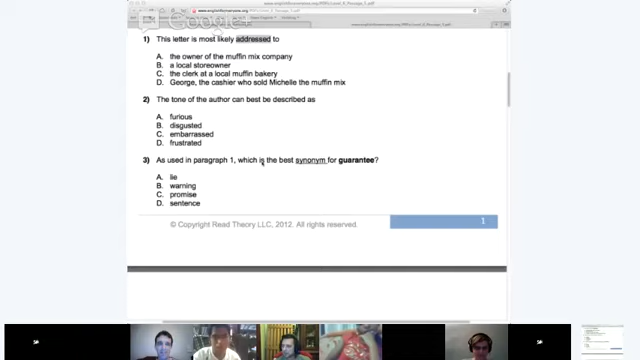 Google+
1) This letter is most likely addressed to
A. the owner of the muffin mix company
B. a local storeowner
C. the clerk at a local muffin bakery
D. George, the cashier who sold Michelle the muffin mix
2) The tone of the author can best be described as
A. furious
B. disgusted
C. embarrassed
D. frustrated
3) As used in paragraph 1, which is the best synonym for guarantee?
A. lie
B. warning
C. promise
D. sentence
© Copyright Read Theory LLC, 2012. All rights reserved.
1